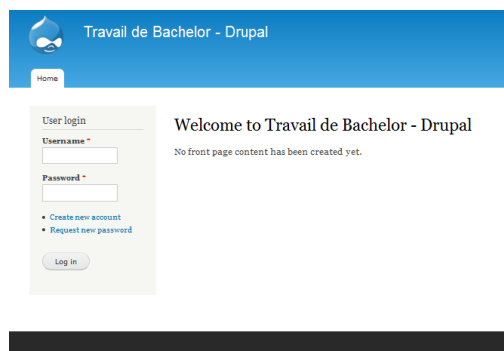 Travail de Bachelor - Drupal
Home
User login
Username *
Password *
Create new account
Request new password
Log in
Welcome to Travail de Bachelor - Drupal
No front page content has been created yet.